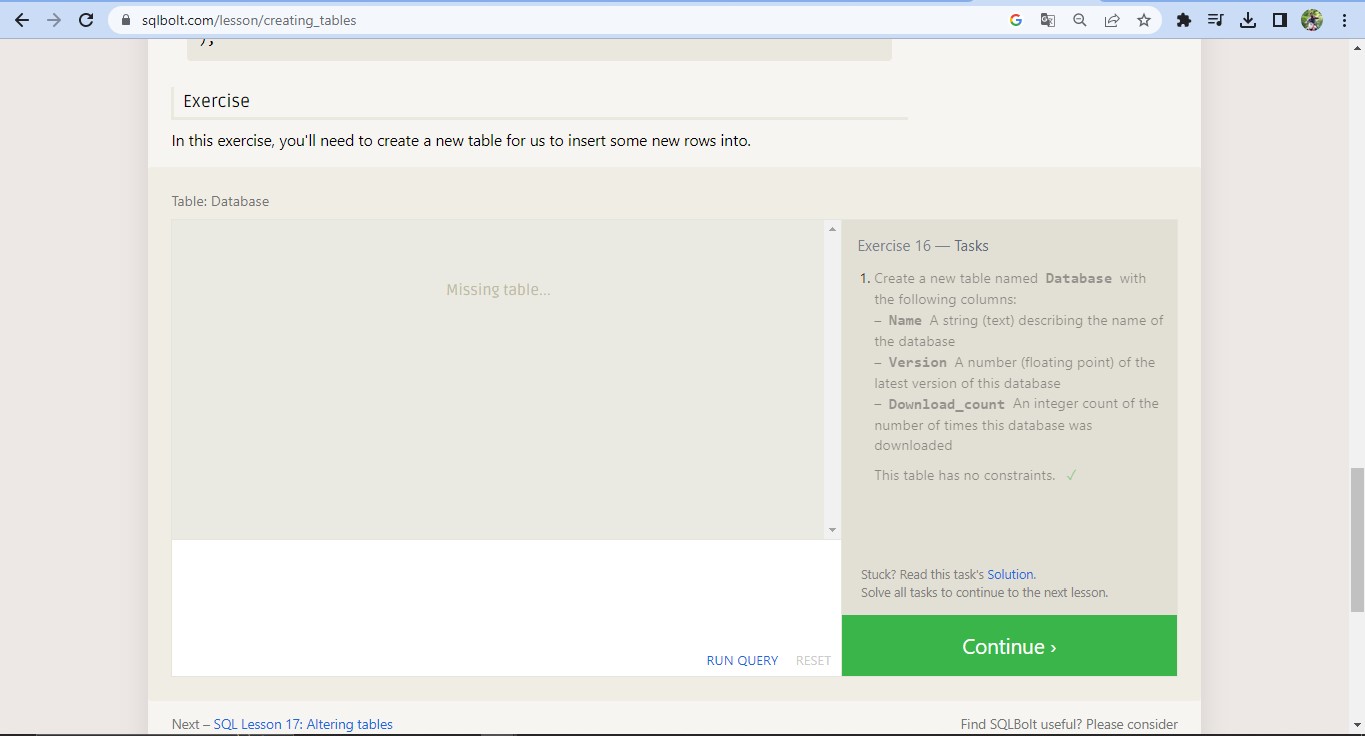 sqlbolt.com/lesson/creating_tables
);
Exercise
In this exercise, you'll need to create a new table for us to insert some new rows into.
Table: Database
Missing table...
RUN QUERY RESET
Exercise 16 — Tasks
1. Create a new table named Database with
the following columns:
– Name A string (text) describing the name of
the database
– Version A number (floating point) of the
latest version of this database
– Download_count An integer count of the
number of times this database was
downloaded
This table has no constraints. ✓
Stuck? Read this task's Solution.
Solve all tasks to continue to the next lesson.
Continue ›
Next – SQL Lesson 17: Altering tables
Find SQLBolt useful? Please consider